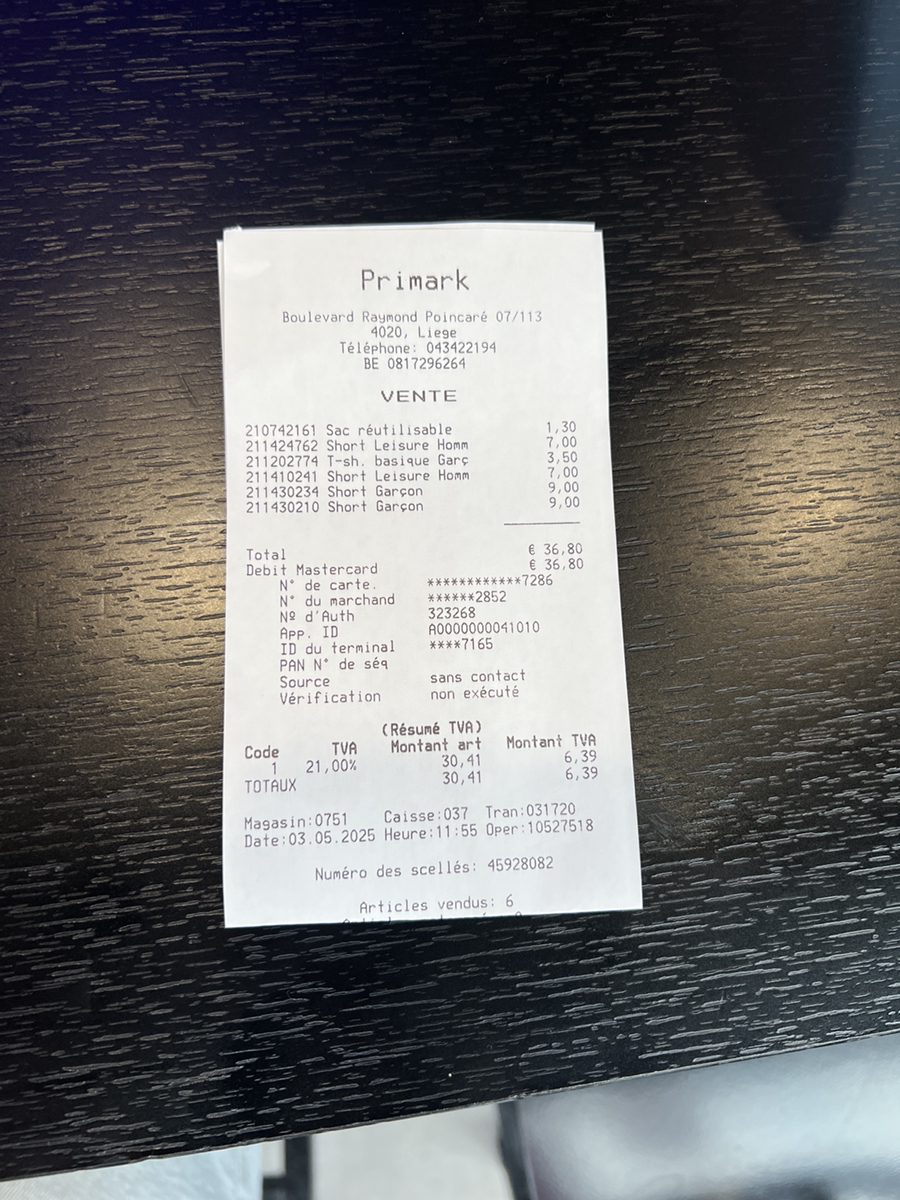 Primark
Boulevard Raymond Poincaré 07/113
4020, Liege
Téléphone: 043422194
BE 0817296264
VENTE
210742161 Sac réutilisable 1,30
211424762 Short Leisure Homm 7,00
211202774 T-sh. basique Garç 3,50
211410241 Short Leisure Homm 7,00
211430234 Short Garçon 9,00
211430210 Short Garçon 9,00
Total € 36,80
Debit Mastercard € 36,80
N° de carte. ************7286
N° du marchand ******2852
Nº d'Auth 323268
App. ID A0000000041010
ID du terminal ****7165
PAN N° de séq
Source sans contact
Vérification non exécuté
(Résumé TVA)
Code TVA Montant art Montant TVA
1 21,00% 30,41 6,39
TOTAUX 30,41 6,39
Magasin:0751 Caisse:037 Tran:031720
Date:03.05.2025 Heure:11:55 Oper:10527518
Numéro des scellés: 45928082
Articles vendus: 6